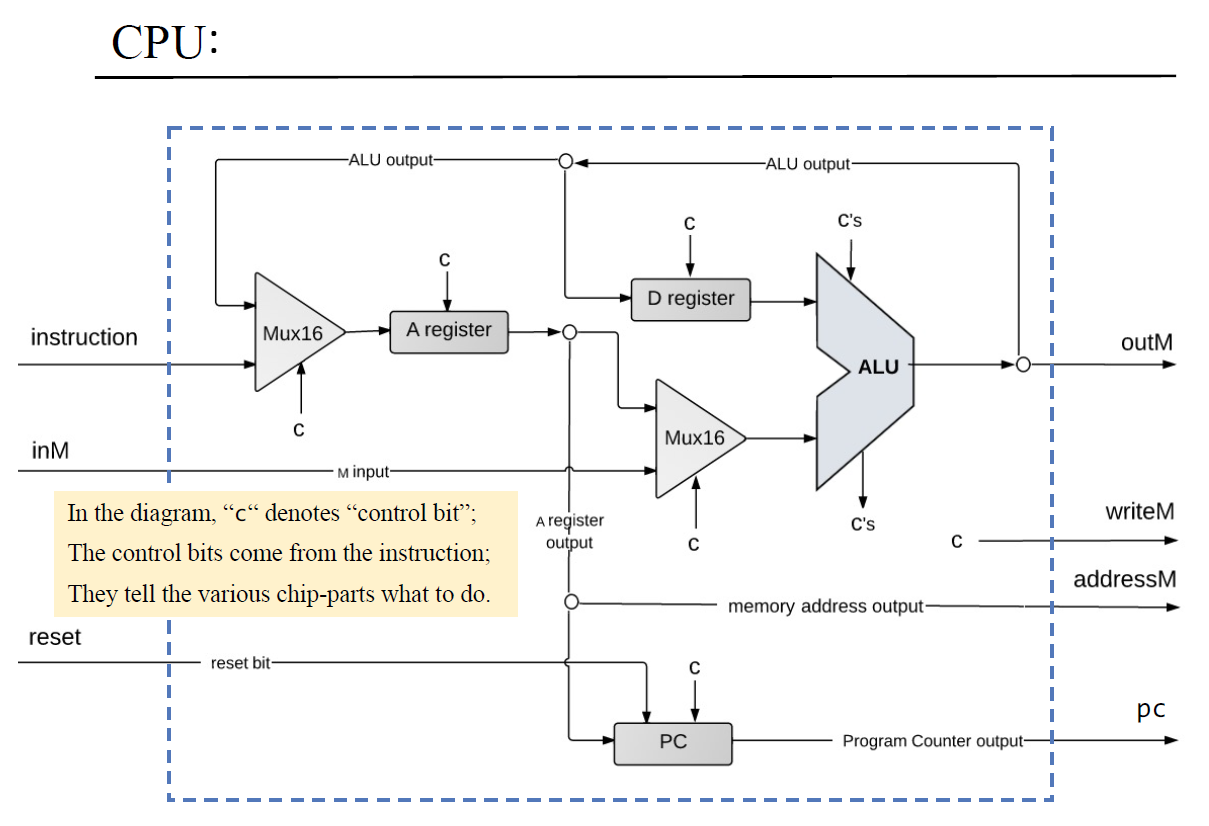 CPU:
ALU output
ALU output
c
c's
c
D register
instruction
Mux16
A register
ALU
outM
c
Mux16
inM
M input
In the diagram, “c“ denotes “control bit”;
The control bits come from the instruction;
They tell the various chip-parts what to do.
A register
output
c
c's
c
writeM
addressM
memory address output
reset
reset bit
c
pc
PC
Program Counter output